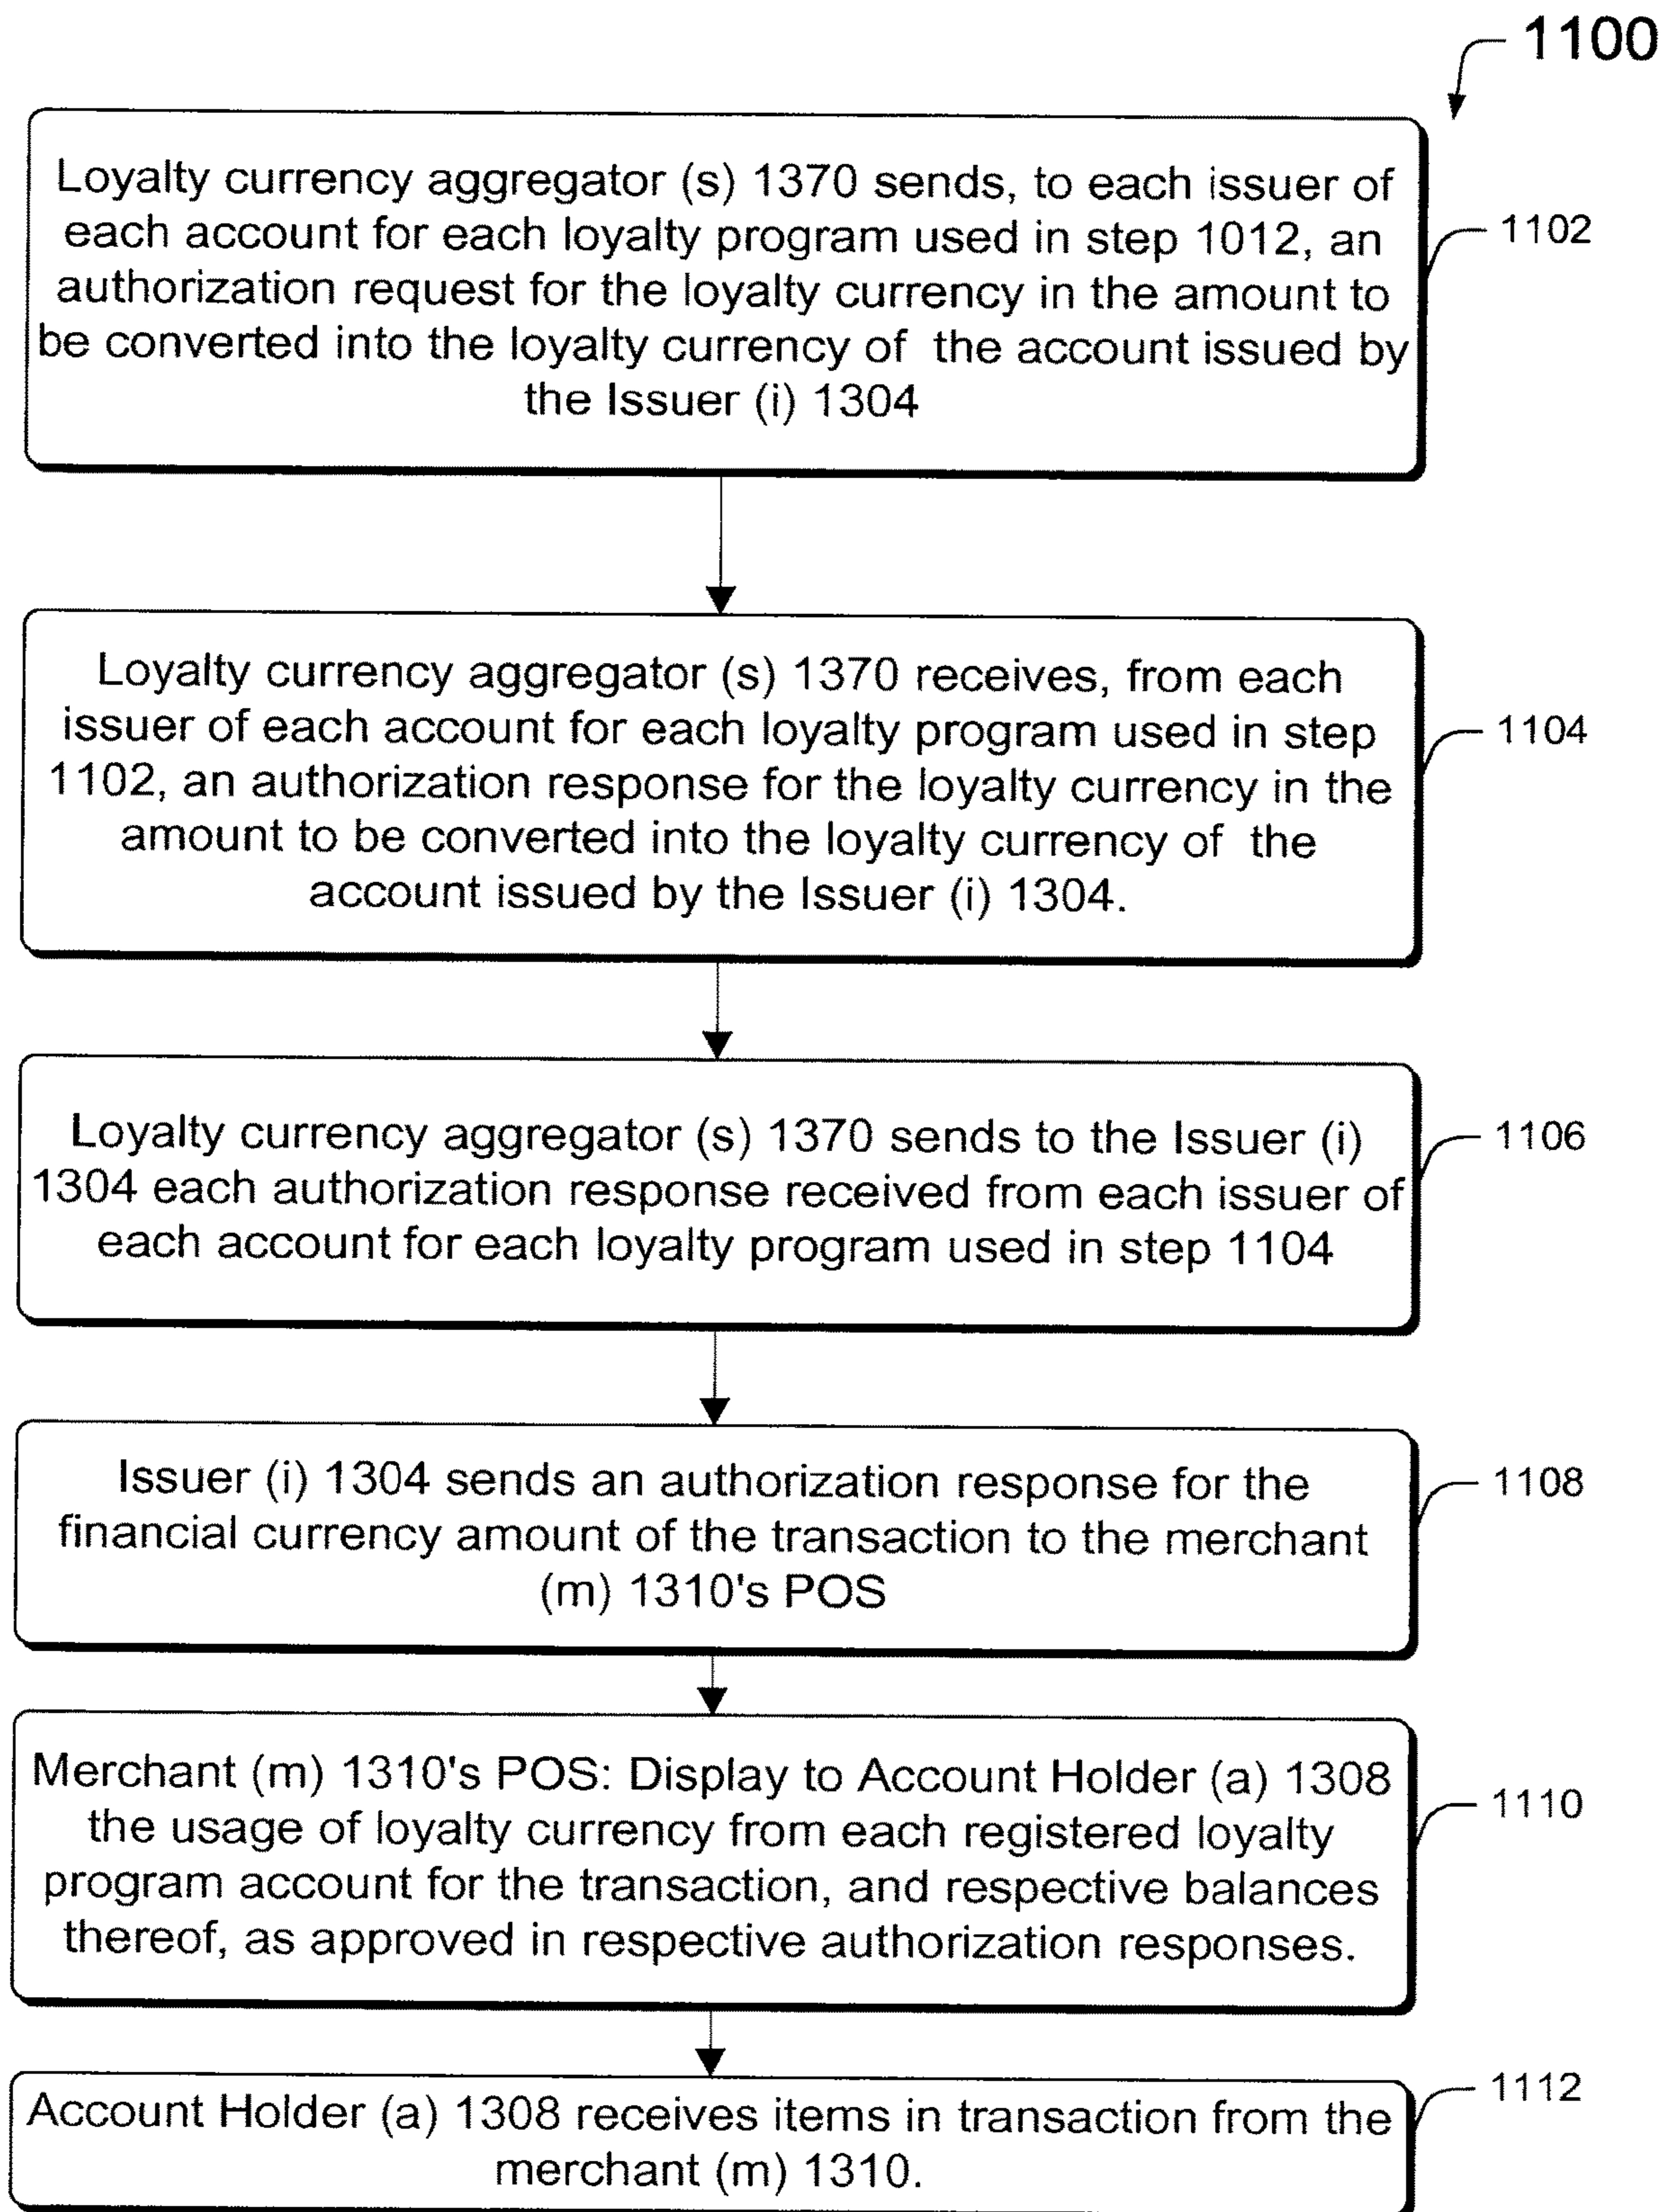 1100
Loyalty currency aggregator (s) 1370 sends, to each issuer of
each account for each loyalty program used in step 1012, an
authorization request for the loyalty currency in the amount to
be converted into the loyalty currency of the account issued by
the Issuer (i) 1304
1102
Loyalty currency aggregator (s) 1370 receives, from each
issuer of each account for each loyalty program used in step
1102, an authorization response for the loyalty currency in the
amount to be converted into the loyalty currency of the
account issued by the Issuer (i) 1304.
1104
Loyalty currency aggregator (s) 1370 sends to the Issuer (i)
1304 each authorization response received from each issuer of
each account for each loyalty program used in step 1104
1106
Issuer (i) 1304 sends an authorization response for the
financial currency amount of the transaction to the merchant
(m) 1310's POS
1108
Merchant (m) 1310's POS: Display to Account Holder (a) 1308
the usage of loyalty currency from each registered loyalty
program account for the transaction, and respective balances
thereof, as approved in respective authorization responses.
1110
Account Holder (a) 1308 receives items in transaction from the
merchant (m) 1310.
1112